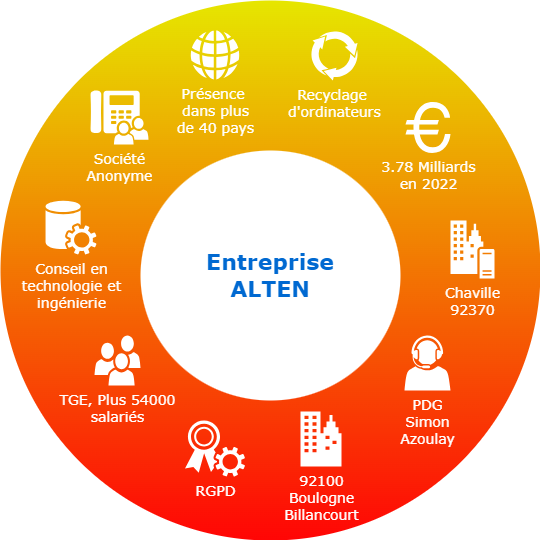 Entreprise
ALTEN
Présence
dans plus
de 40 pays
Recyclage
d'ordinateurs
3.78 Milliards
en 2022
Chaville
92370
PDG
Simon
Azoulay
92100
Boulogne
Billancourt
RGPD
TGE, Plus 54000
salariés
Conseil en
technologie et
ingénierie
Société
Anonyme